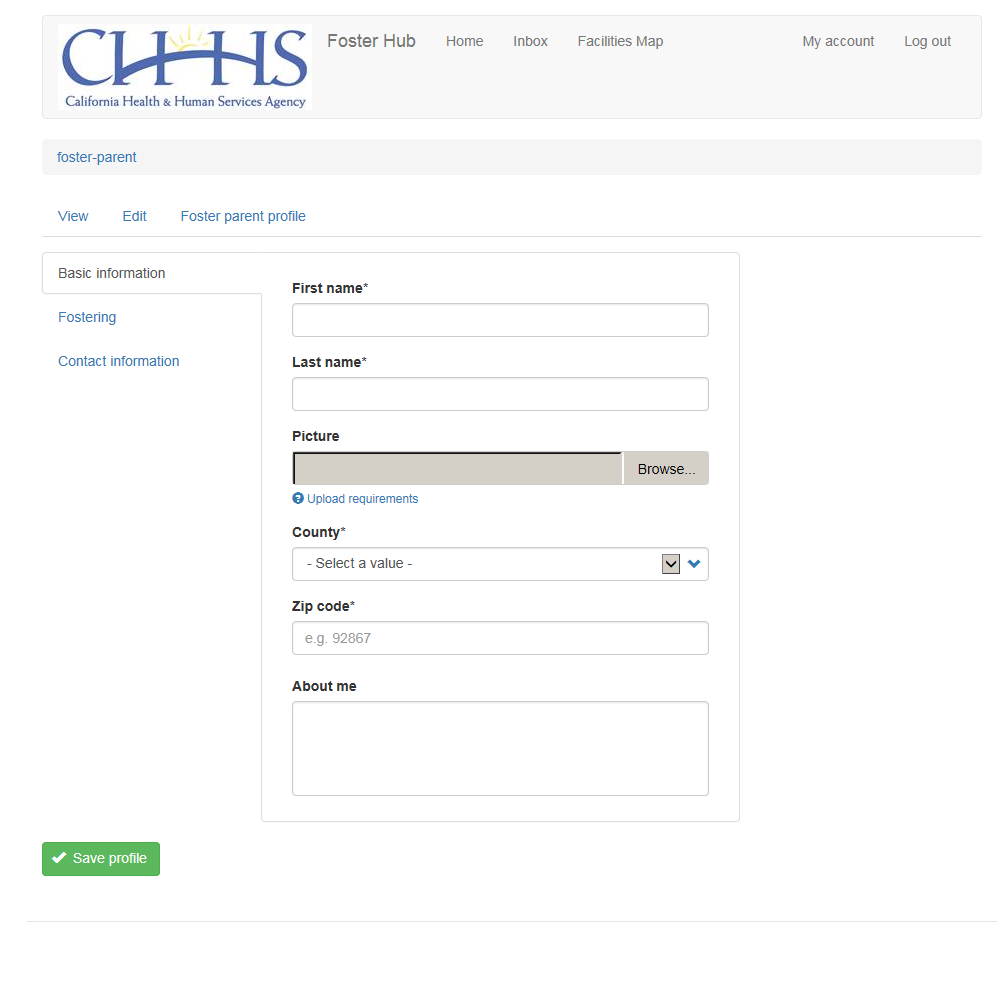 CHHS
California Health & Human Services Agency
Foster Hub Home Inbox Facilities Map My account Log out
foster-parent
View Edit Foster parent profile
Basic information
Fostering
Contact information
First name*
Last name*
Picture
Browse...
Upload requirements
County*
- Select a value -
Zip code*
e.g. 92867
About me
Save profile